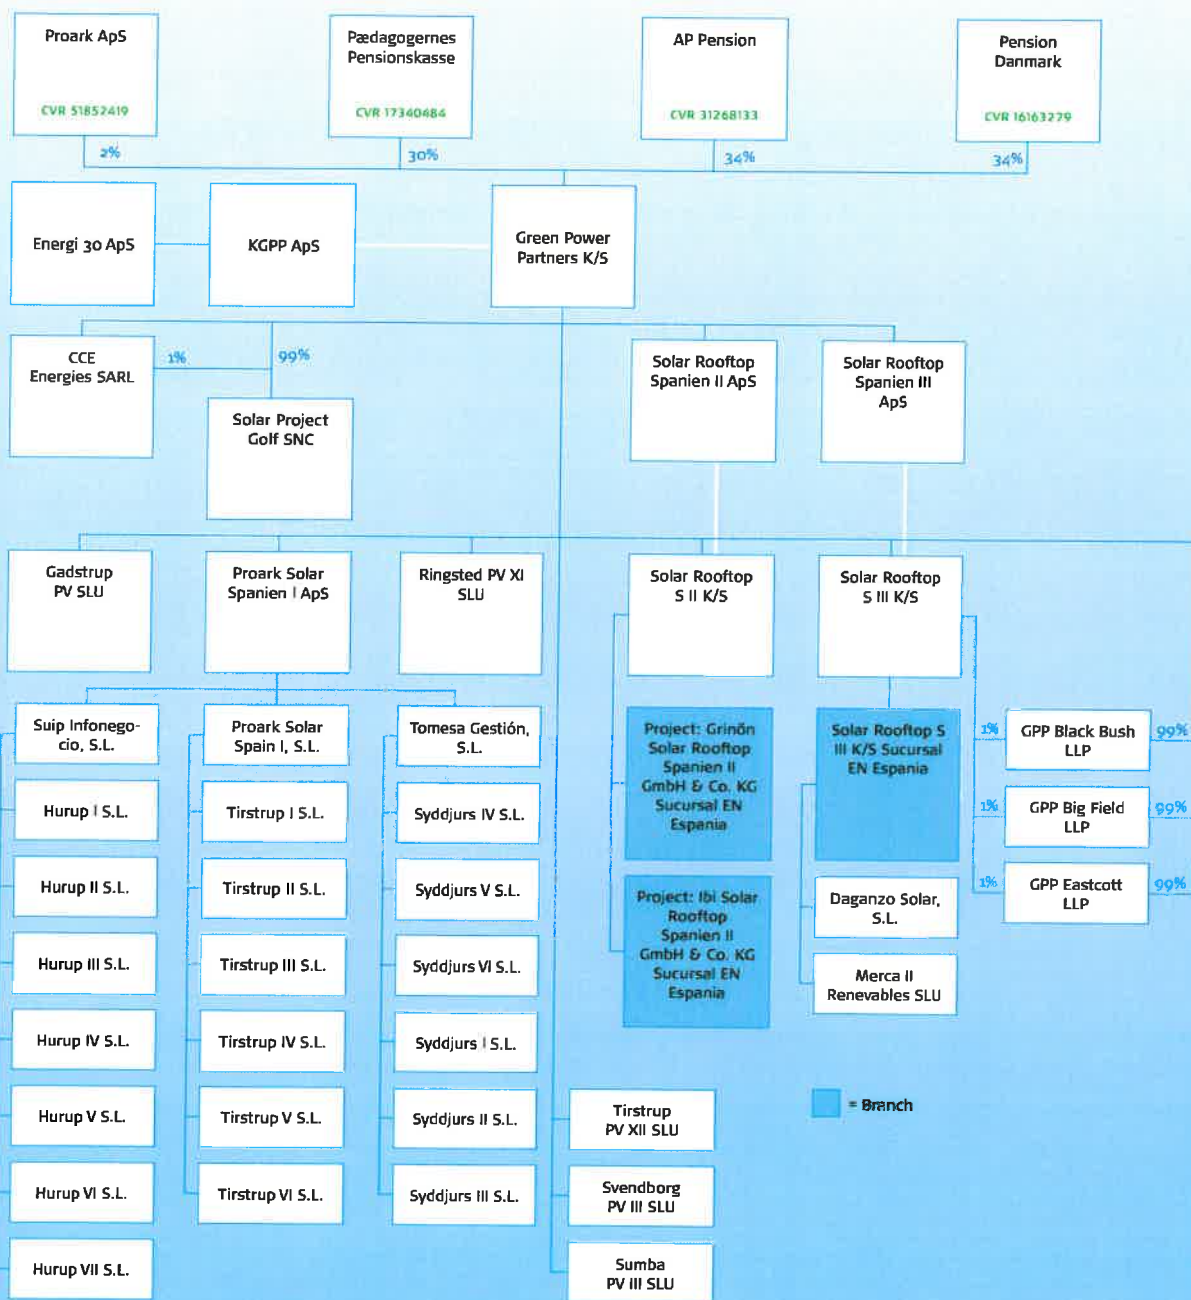 Proark ApS
CVR 51852419
Pædagogernes
Pensionskasse
CVR 17340484
AP Pension
CVR 31268133
Pension
Danmark
CVR 16163279
2%
30%
34%
34%
Energi 30 ApS
KGPP ApS
Green Power
Partners K/S
CCE
Energies SARL
1%
99%
Solar Project
Golf SNC
Solar Rooftop
Spanien II ApS
Solar Rooftop
Spanien III
ApS
Gadstrup
PV SLU
Proark Solar
Spanien I ApS
Ringsted PV XI
SLU
Solar Rooftop
S II K/S
Solar Rooftop
S III K/S
Suip Infonego-
cio, S.L.
Hurup I S.L.
Hurup II S.L.
Hurup III S.L.
Hurup IV S.L.
Hurup V S.L.
Hurup VI S.L.
Hurup VII S.L.
Proark Solar
Spain I, S.L.
Tirstrup I S.L.
Tirstrup II S.L.
Tirstrup III S.L.
Tirstrup IV S.L.
Tirstrup V S.L.
Tirstrup VI S.L.
Tomesa Gestión,
S.L.
Syddjurs IV S.L.
Syddjurs V S.L.
Syddjurs VI S.L.
Syddjurs I S.L.
Syddjurs II S.L.
Syddjurs III S.L.
Tirstrup
PV XII SLU
Svendborg
PV III SLU
Sumba
PV III SLU
Project: Grinõn
Solar Rooftop
Spanien II
GmbH & Co. KG
Sucursal EN
Espania
Project: Ibi Solar
Rooftop
Spanien II
GmbH & Co. KG
Sucursal EN
Espania
Solar Rooftop S
III K/S Sucursal
EN Espania
Daganzo Solar,
S.L.
Merca II
Renevables SLU
1%
GPP Black Bush
LLP
99%
1%
GPP Big Field
LLP
99%
1%
GPP Eastcott
LLP
99%
= Branch